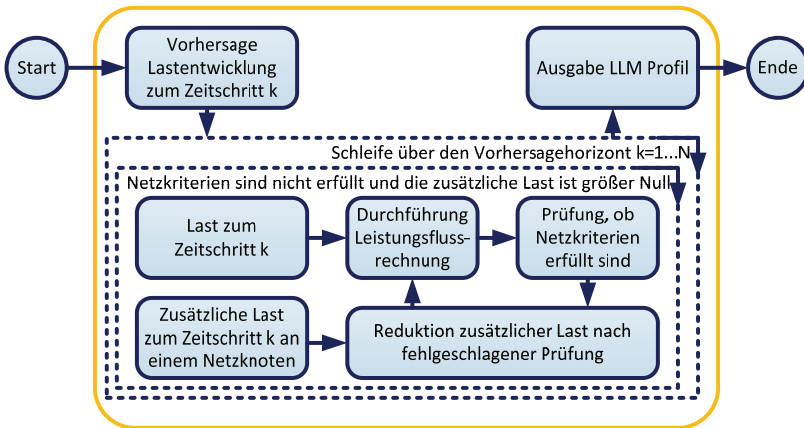 Start
Vorhersage
Lastentwicklung
zum Zeitschritt k
Ausgabe LLM Profil
Ende
Schleife über den Vorhersagehorizont k=1...N
Netzkriterien sind nicht erfüllt und die zusätzliche Last ist größer Null
Last zum
Zeitschritt k
Durchführung
Leistungsfluss-
rechnung
Prüfung, ob
Netzkriterien
erfüllt sind
Zusätzliche Last
zum Zeitschritt k an
einem Netzknoten
Reduktion zusätzlicher Last nach
fehlgeschlagener Prüfung